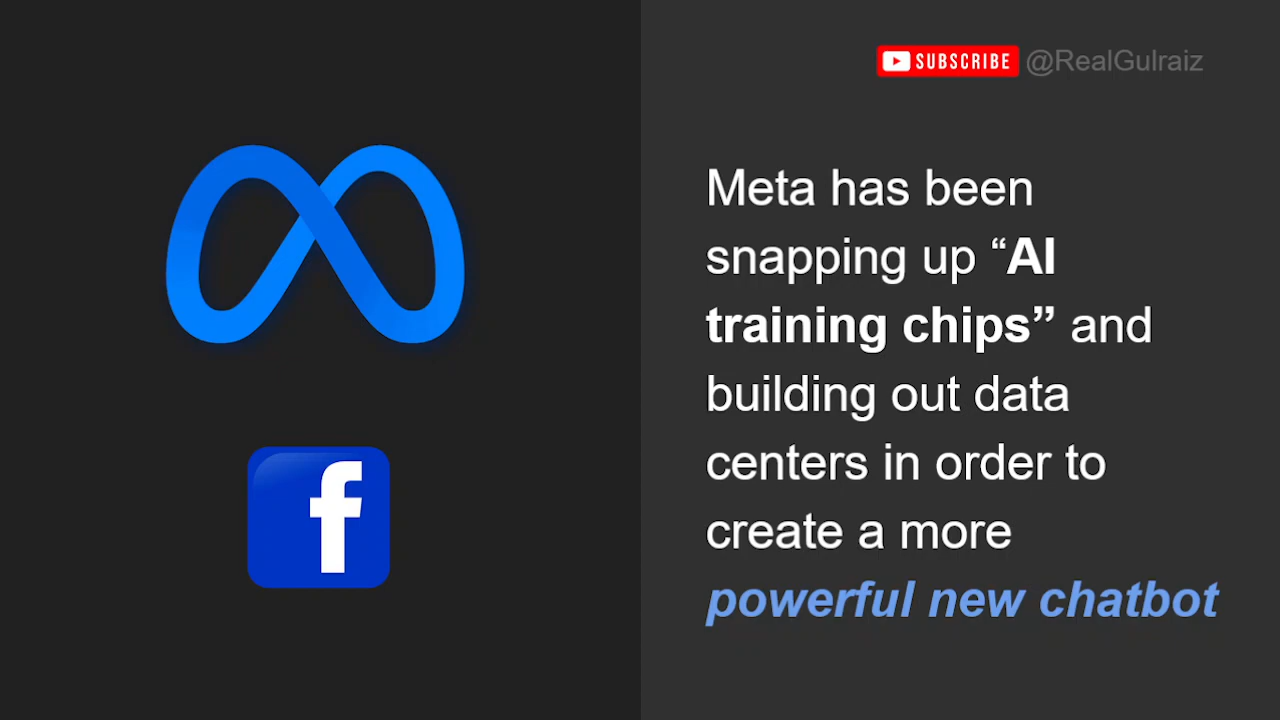 SUBSCRIBE @RealGulraiz
Meta has been
snapping up “AI
training chips” and
building out data
centers in order to
create a more
powerful new chatbot
f